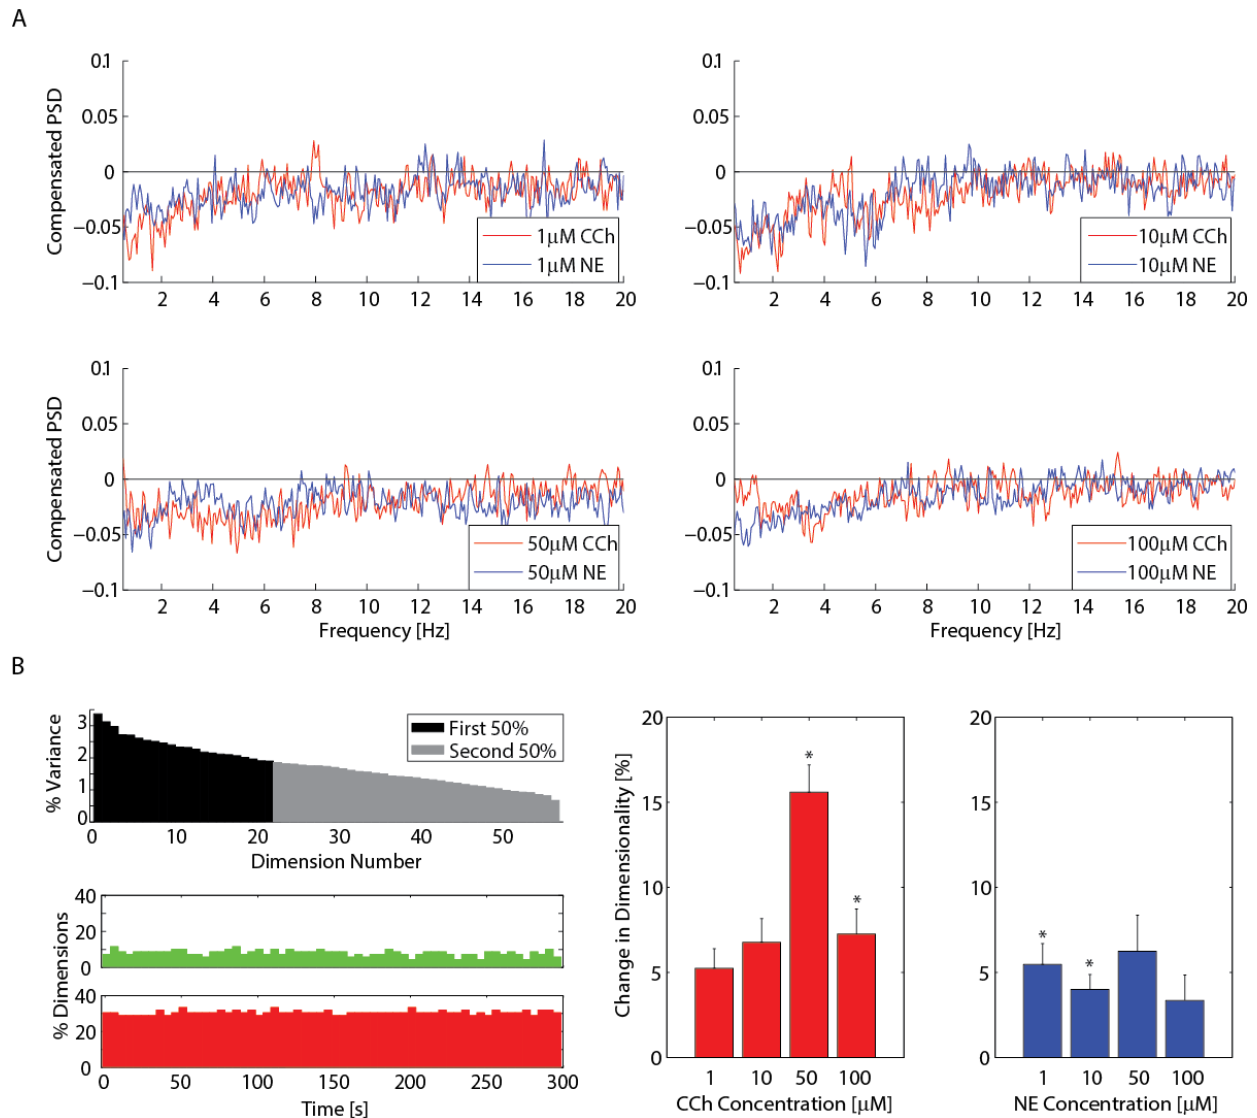 A
Compensated PSD
0.1
0.05
0
−0.05
−0.1
1μM CCh
1μM NE
2 4 6 8 10 12 14 16 18 20
0.1
0.05
0
−0.05
−0.1
10μM CCh
10μM NE
2 4 6 8 10 12 14 16 18 20
Compensated PSD
0.1
0.05
0
−0.05
−0.1
50μM CCh
50μM NE
2 4 6 8 10 12 14 16 18 20
Frequency [Hz]
0.1
0.05
0
−0.05
−0.1
100μM CCh
100μM NE
2 4 6 8 10 12 14 16 18 20
Frequency [Hz]
B
% Variance
3
2
1
0
First 50%
Second 50%
0 10 20 30 40 50
Dimension Number
% Dimensions
40
20
0
40
20
0
0 50 100 150 200 250 300
Time [s]
Change in Dimensionality [%]
20
15
10
5
0
*
*
1 10 50 100
CCh Concentration [μM]
20
15
10
5
0
*
*
1 10 50 100
NE Concentration [μM]